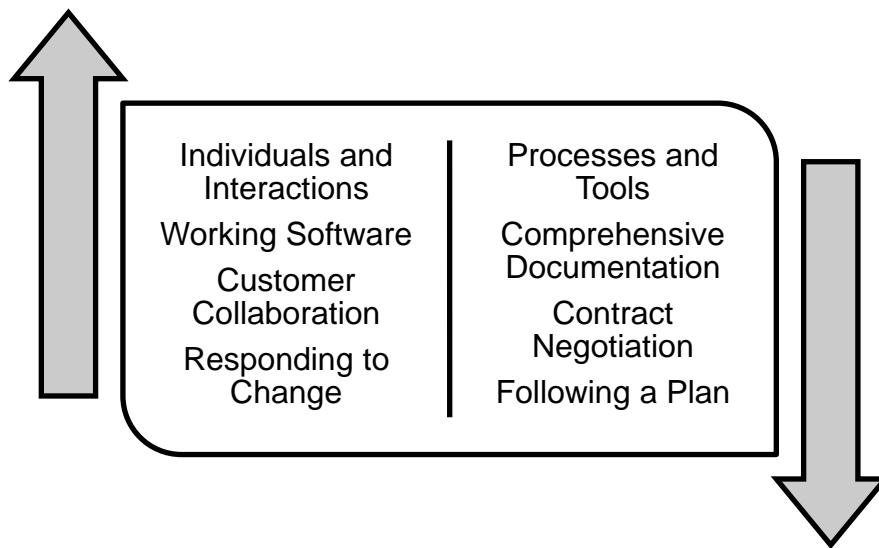 Individuals and
Interactions
Working Software
Customer
Collaboration
Responding to
Change
Processes and
Tools
Comprehensive
Documentation
Contract
Negotiation
Following a Plan